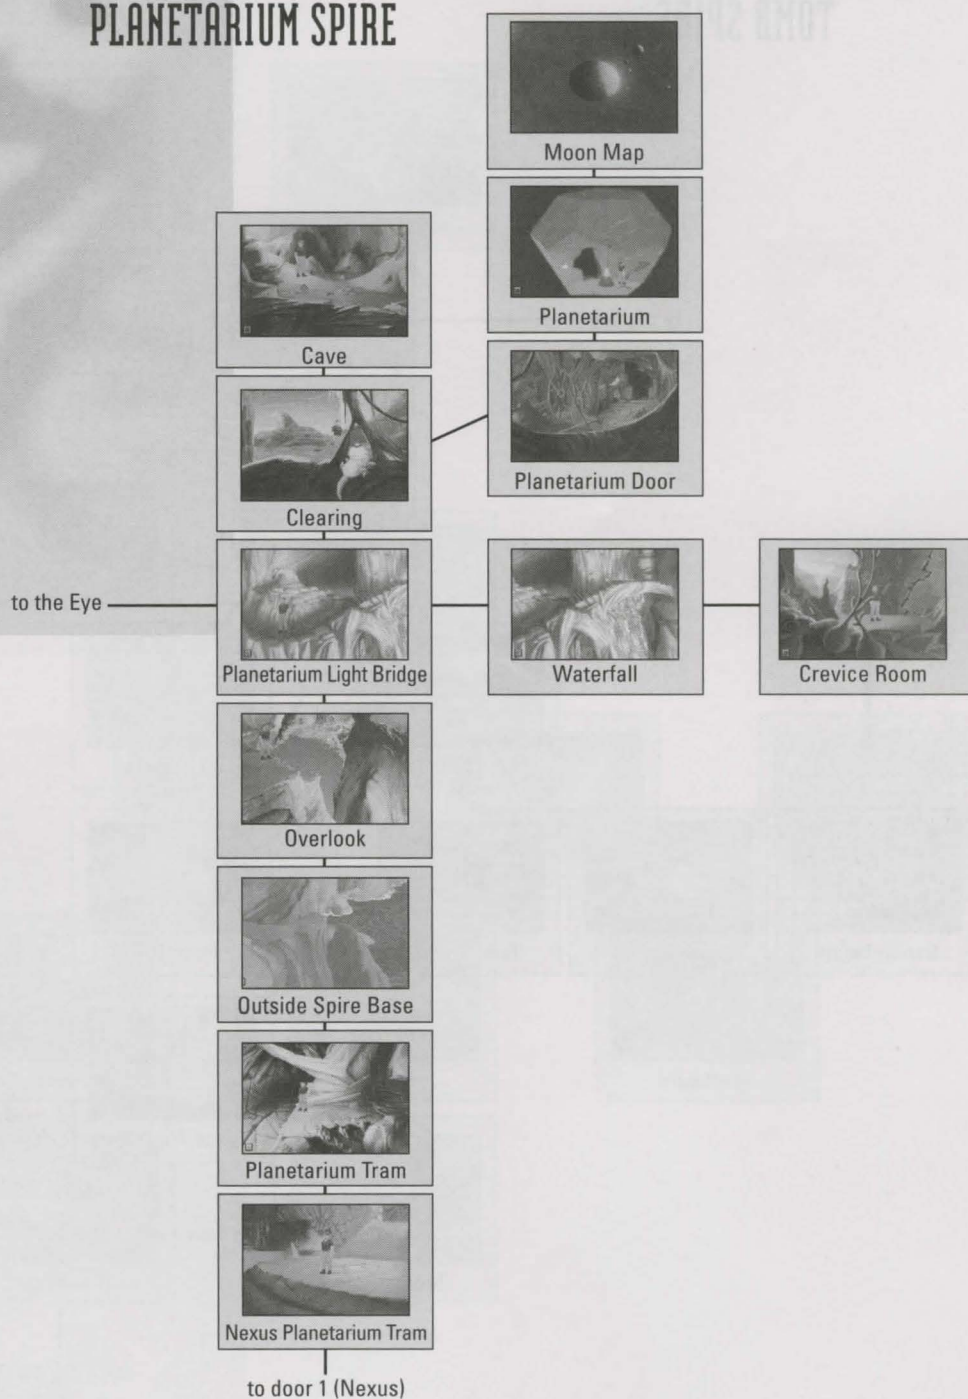 PLANETARIUM SPIRE
Moon Map
Planetarium
Cave
Planetarium Door
Clearing
to the Eye
Planetarium Light Bridge
Waterfall
Crevice Room
Overlook
Outside Spire Base
Planetarium Tram
Nexus Planetarium Tram
to door 1 (Nexus)